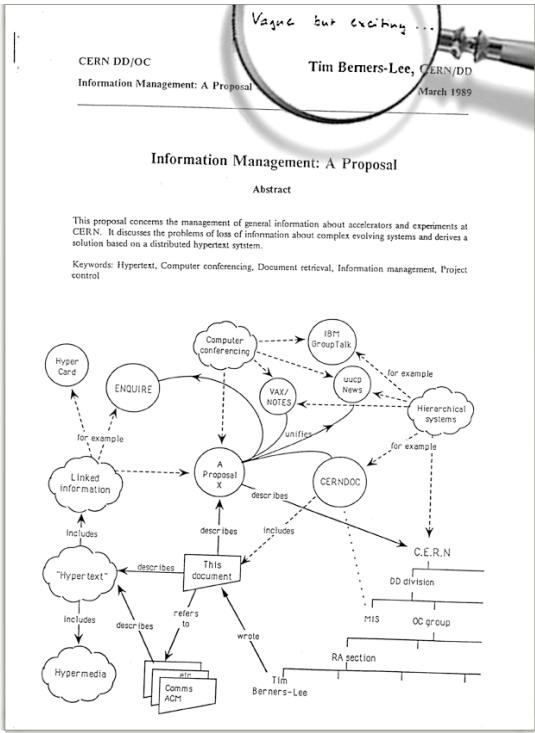 Vague but exciting ...
CERN DD/OC
Tim Berners-Lee, CERN/DD
Information Management: A Proposal
March 1989
Information Management: A Proposal
Abstract
This proposal concerns the management of general information about accelerators and experiments at
CERN. It discusses the problems of loss of information about complex evolving systems and derives a
solution based on a distributed hypertext sytstem.
Keywords: Hypertext, Computer conferencing, Document retrieval, Information management, Project
control
IBM
GroupTalk
Computer
conferencing
Hyper
Card
ENQUIRE
VAX/
NOTES
uucp
News
for example
Hierarchical
systems
unifies
for example
for example
A
Proposal
X
Linked
information
CERNDOC
describes
includes
describes
includes
C.E.R.N
This
document
describes
"Hypertext"
DD division
refers
to
MIS
OC group
includes
describes
wrote
RA section
Hypermedia
etc
Comms
ACM
Tim
Berners-Lee